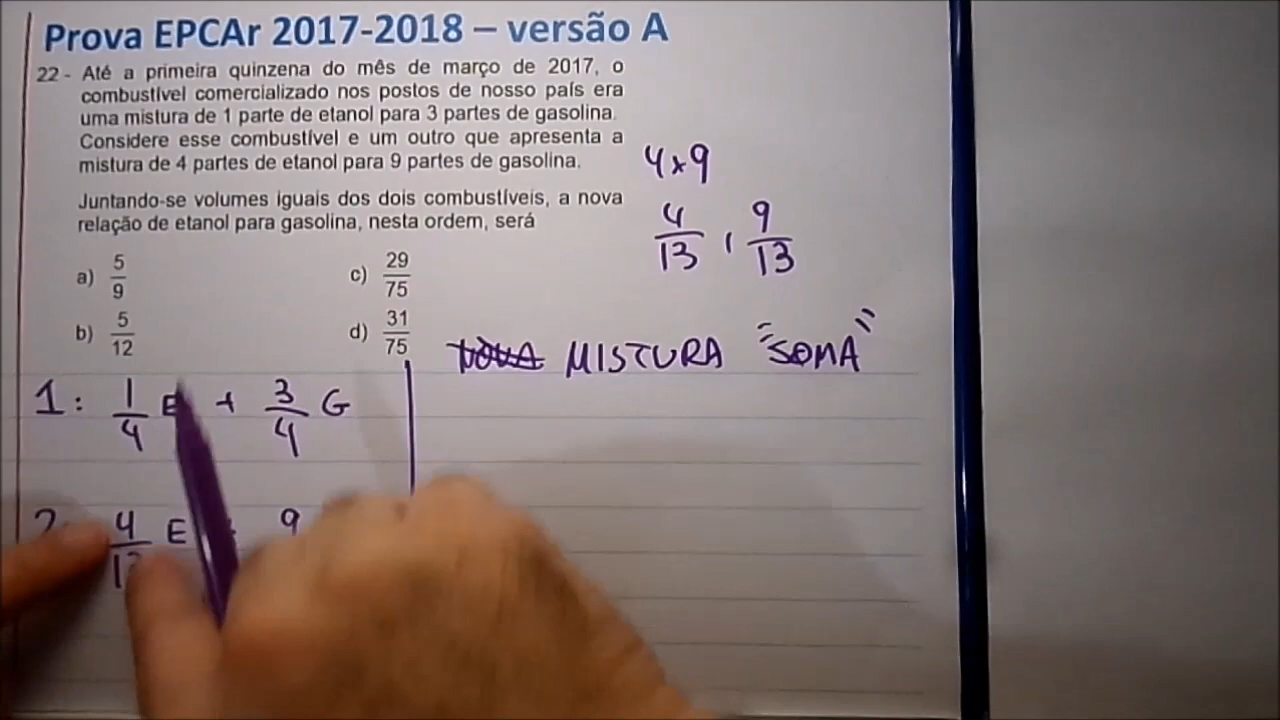 Prova EPCAr 2017-2018 – versão A
22 - Até a primeira quinzena do mês de março de 2017, o
combustível comercializado nos postos de nosso país era
uma mistura de 1 parte de etanol para 3 partes de gasolina.
Considere esse combustível e um outro que apresenta a
mistura de 4 partes de etanol para 9 partes de gasolina.
Juntando-se volumes iguais dos dois combustíveis, a nova
relação de etanol para gasolina, nesta ordem, será
a) 5/9
c) 29/75
b) 5/12
d) 31/75
4 x 9
4/13 , 9/13
MISTURA "SOMA"
1: 1/4 E + 3/4 G
4 E 9